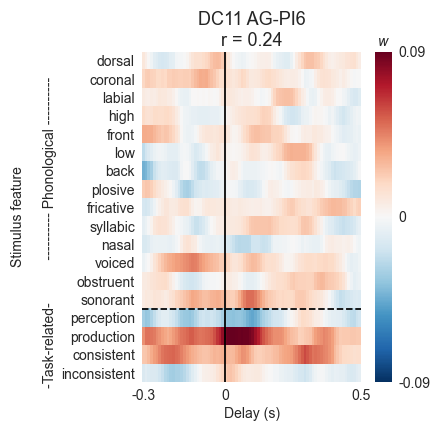 DC11 AG-PI6
r = 0.24
w
Stimulus feature
---------- Phonological ----------
-Task-related-
dorsal
coronal
labial
high
front
low
back
plosive
fricative
syllabic
nasal
voiced
obstruent
sonorant
perception
production
consistent
inconsistent
0.09
0
-0.09
-0.3
0
0.5
Delay (s)